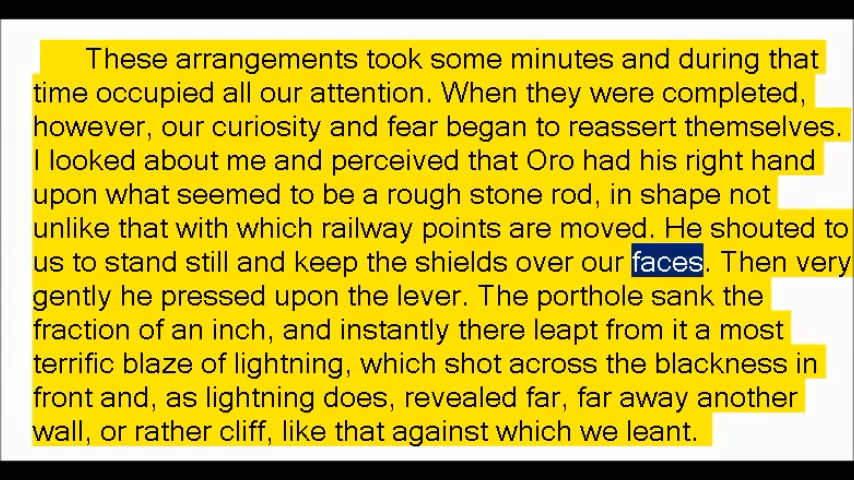 These arrangements took some minutes and during that
time occupied all our attention. When they were completed,
however, our curiosity and fear began to reassert themselves.
I looked about me and perceived that Oro had his right hand
upon what seemed to be a rough stone rod, in shape not
unlike that with which railway points are moved. He shouted to
us to stand still and keep the shields over our faces. Then very
gently he pressed upon the lever. The porthole sank the
fraction of an inch, and instantly there leapt from it a most
terrific blaze of lightning, which shot across the blackness in
front and, as lightning does, revealed far, far away another
wall, or rather cliff, like that against which we leant.